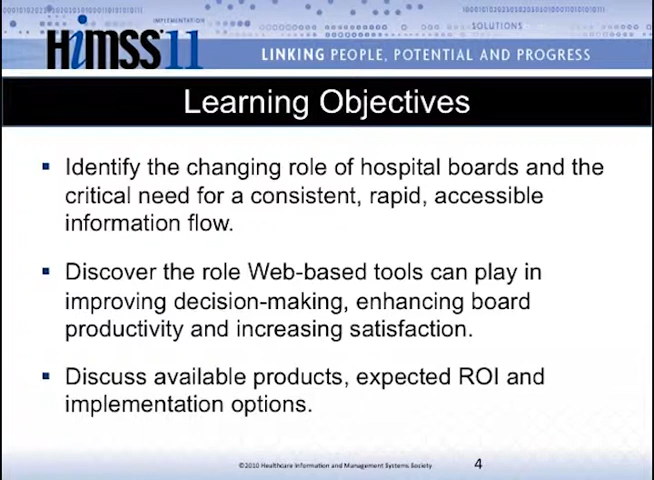 IMPLEMENTATION
SOLUTIONS
HiMSS'11
LINKING PEOPLE, POTENTIAL AND PROGRESS
Learning Objectives
▪ Identify the changing role of hospital boards and the
critical need for a consistent, rapid, accessible
information flow.
▪ Discover the role Web-based tools can play in
improving decision-making, enhancing board
productivity and increasing satisfaction.
▪ Discuss available products, expected ROI and
implementation options.
©2010 Healthcare Information and Management Systems Society
4